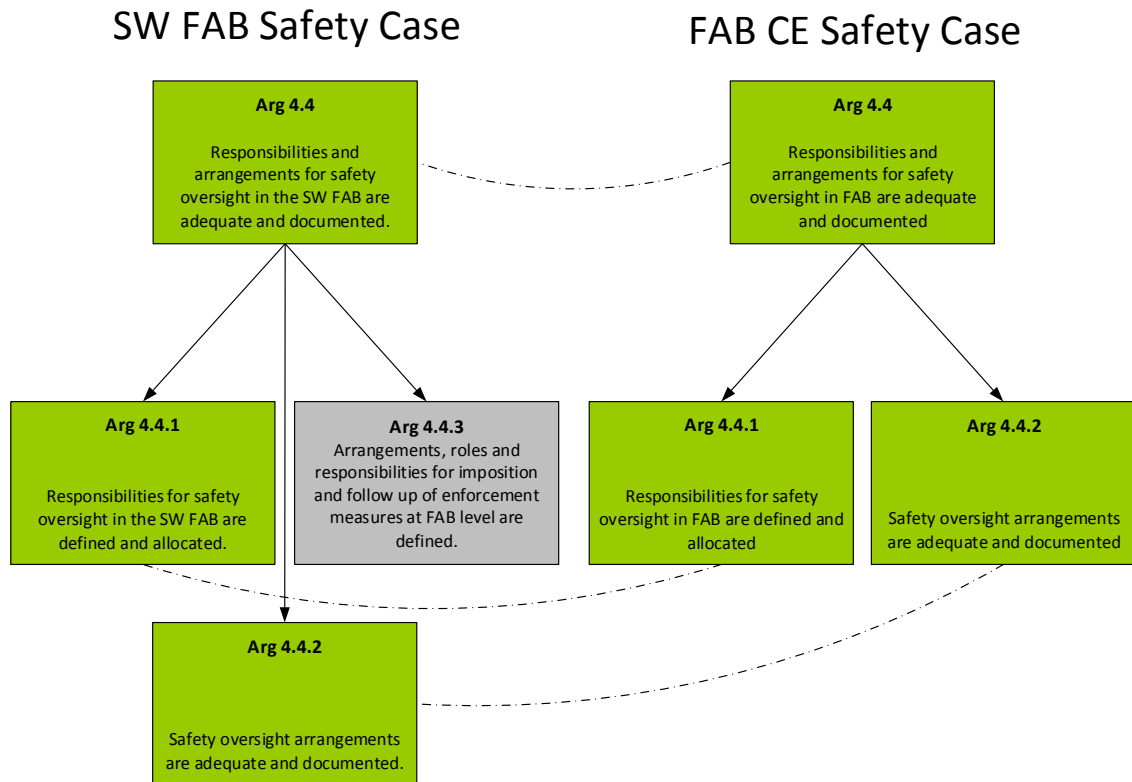 SW FAB Safety Case
FAB CE Safety Case
Arg 4.4
Responsibilities and
arrangements for safety
oversight in the SW FAB are
adequate and documented.
Arg 4.4
Responsibilities and
arrangements for safety
oversight in FAB are adequate
and documented
Arg 4.4.1
Responsibilities for safety
oversight in the SW FAB are
defined and allocated.
Arg 4.4.3
Arrangements, roles and
responsibilities for imposition
and follow up of enforcement
measures at FAB level are
defined.
Arg 4.4.1
Responsibilities for safety
oversight in FAB are defined and
allocated
Arg 4.4.2
Safety oversight arrangements
are adequate and documented
Arg 4.4.2
Safety oversight arrangements
are adequate and documented.